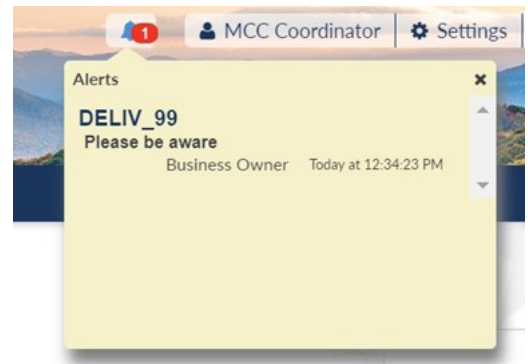 1 MCC Coordinator Settings
Alerts
DELIV_99
Please be aware
Business Owner Today at 12:34:23 PM